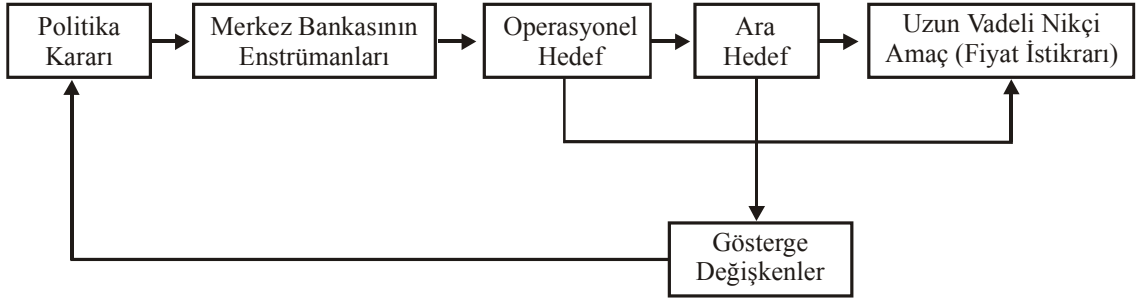 Politika
Kararı
Merkez Bankasının
Enstrümanları
Operasyonel
Hedef
Ara
Hedef
Uzun Vadeli Nikçi
Amaç (Fiyat İstikrarı)
Gösterge
Değişkenler